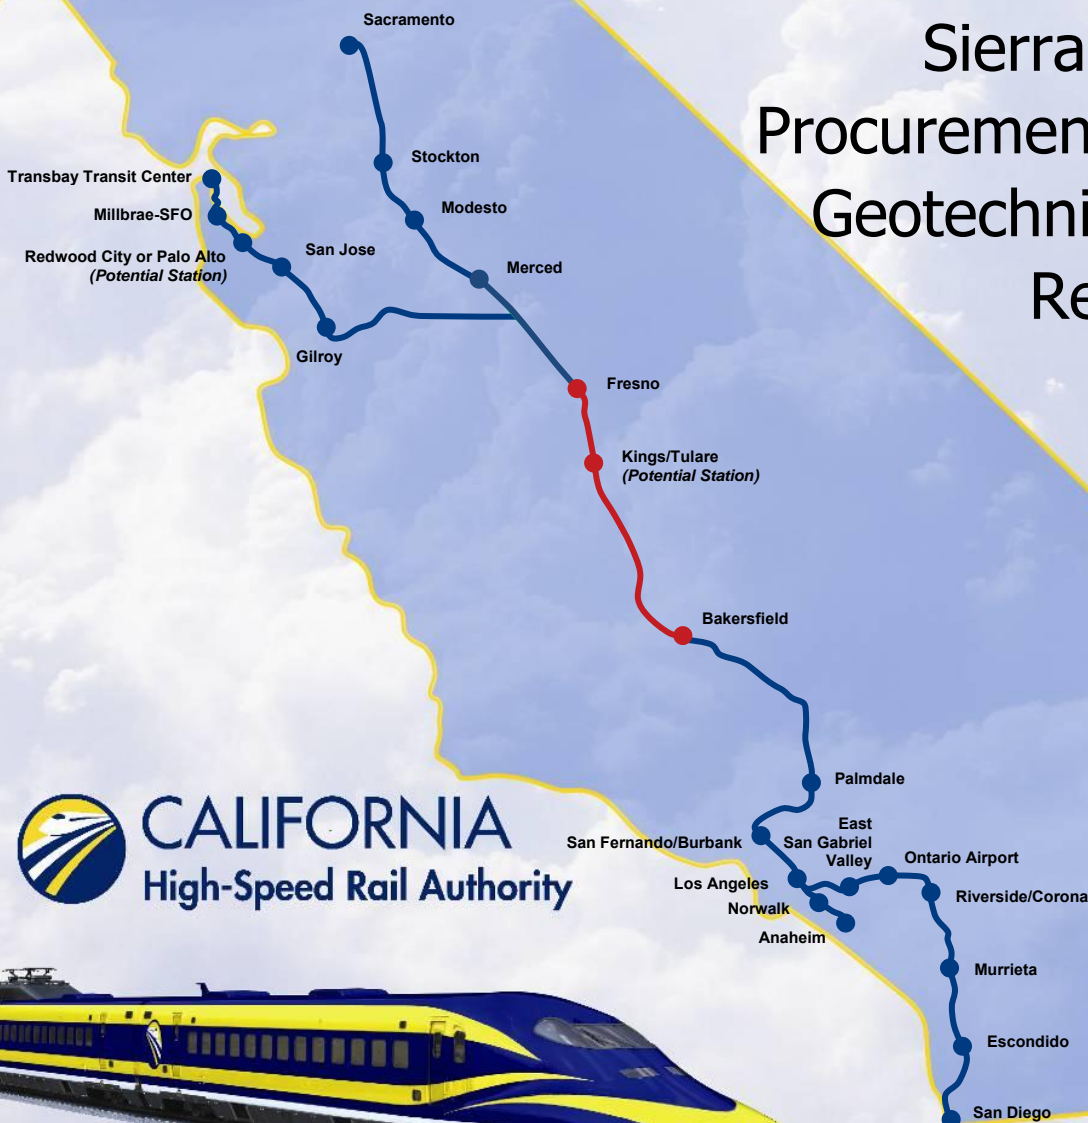 Sacramento
Sierra
Procuremen
Geotechni
Re
Stockton
Transbay Transit Center
Millbrae-SFO
Modesto
Redwood City or Palo Alto
(Potential Station)
San Jose
Merced
Gilroy
Fresno
Kings/Tulare
(Potential Station)
Bakersfield
Palmdale
San Fernando/Burbank
East
San Gabriel
Valley
Ontario Airport
Los Angeles
Riverside/Corona
Norwalk
Anaheim
CALIFORNIA
High-Speed Rail Authority
Murrieta
Escondido
San Diego